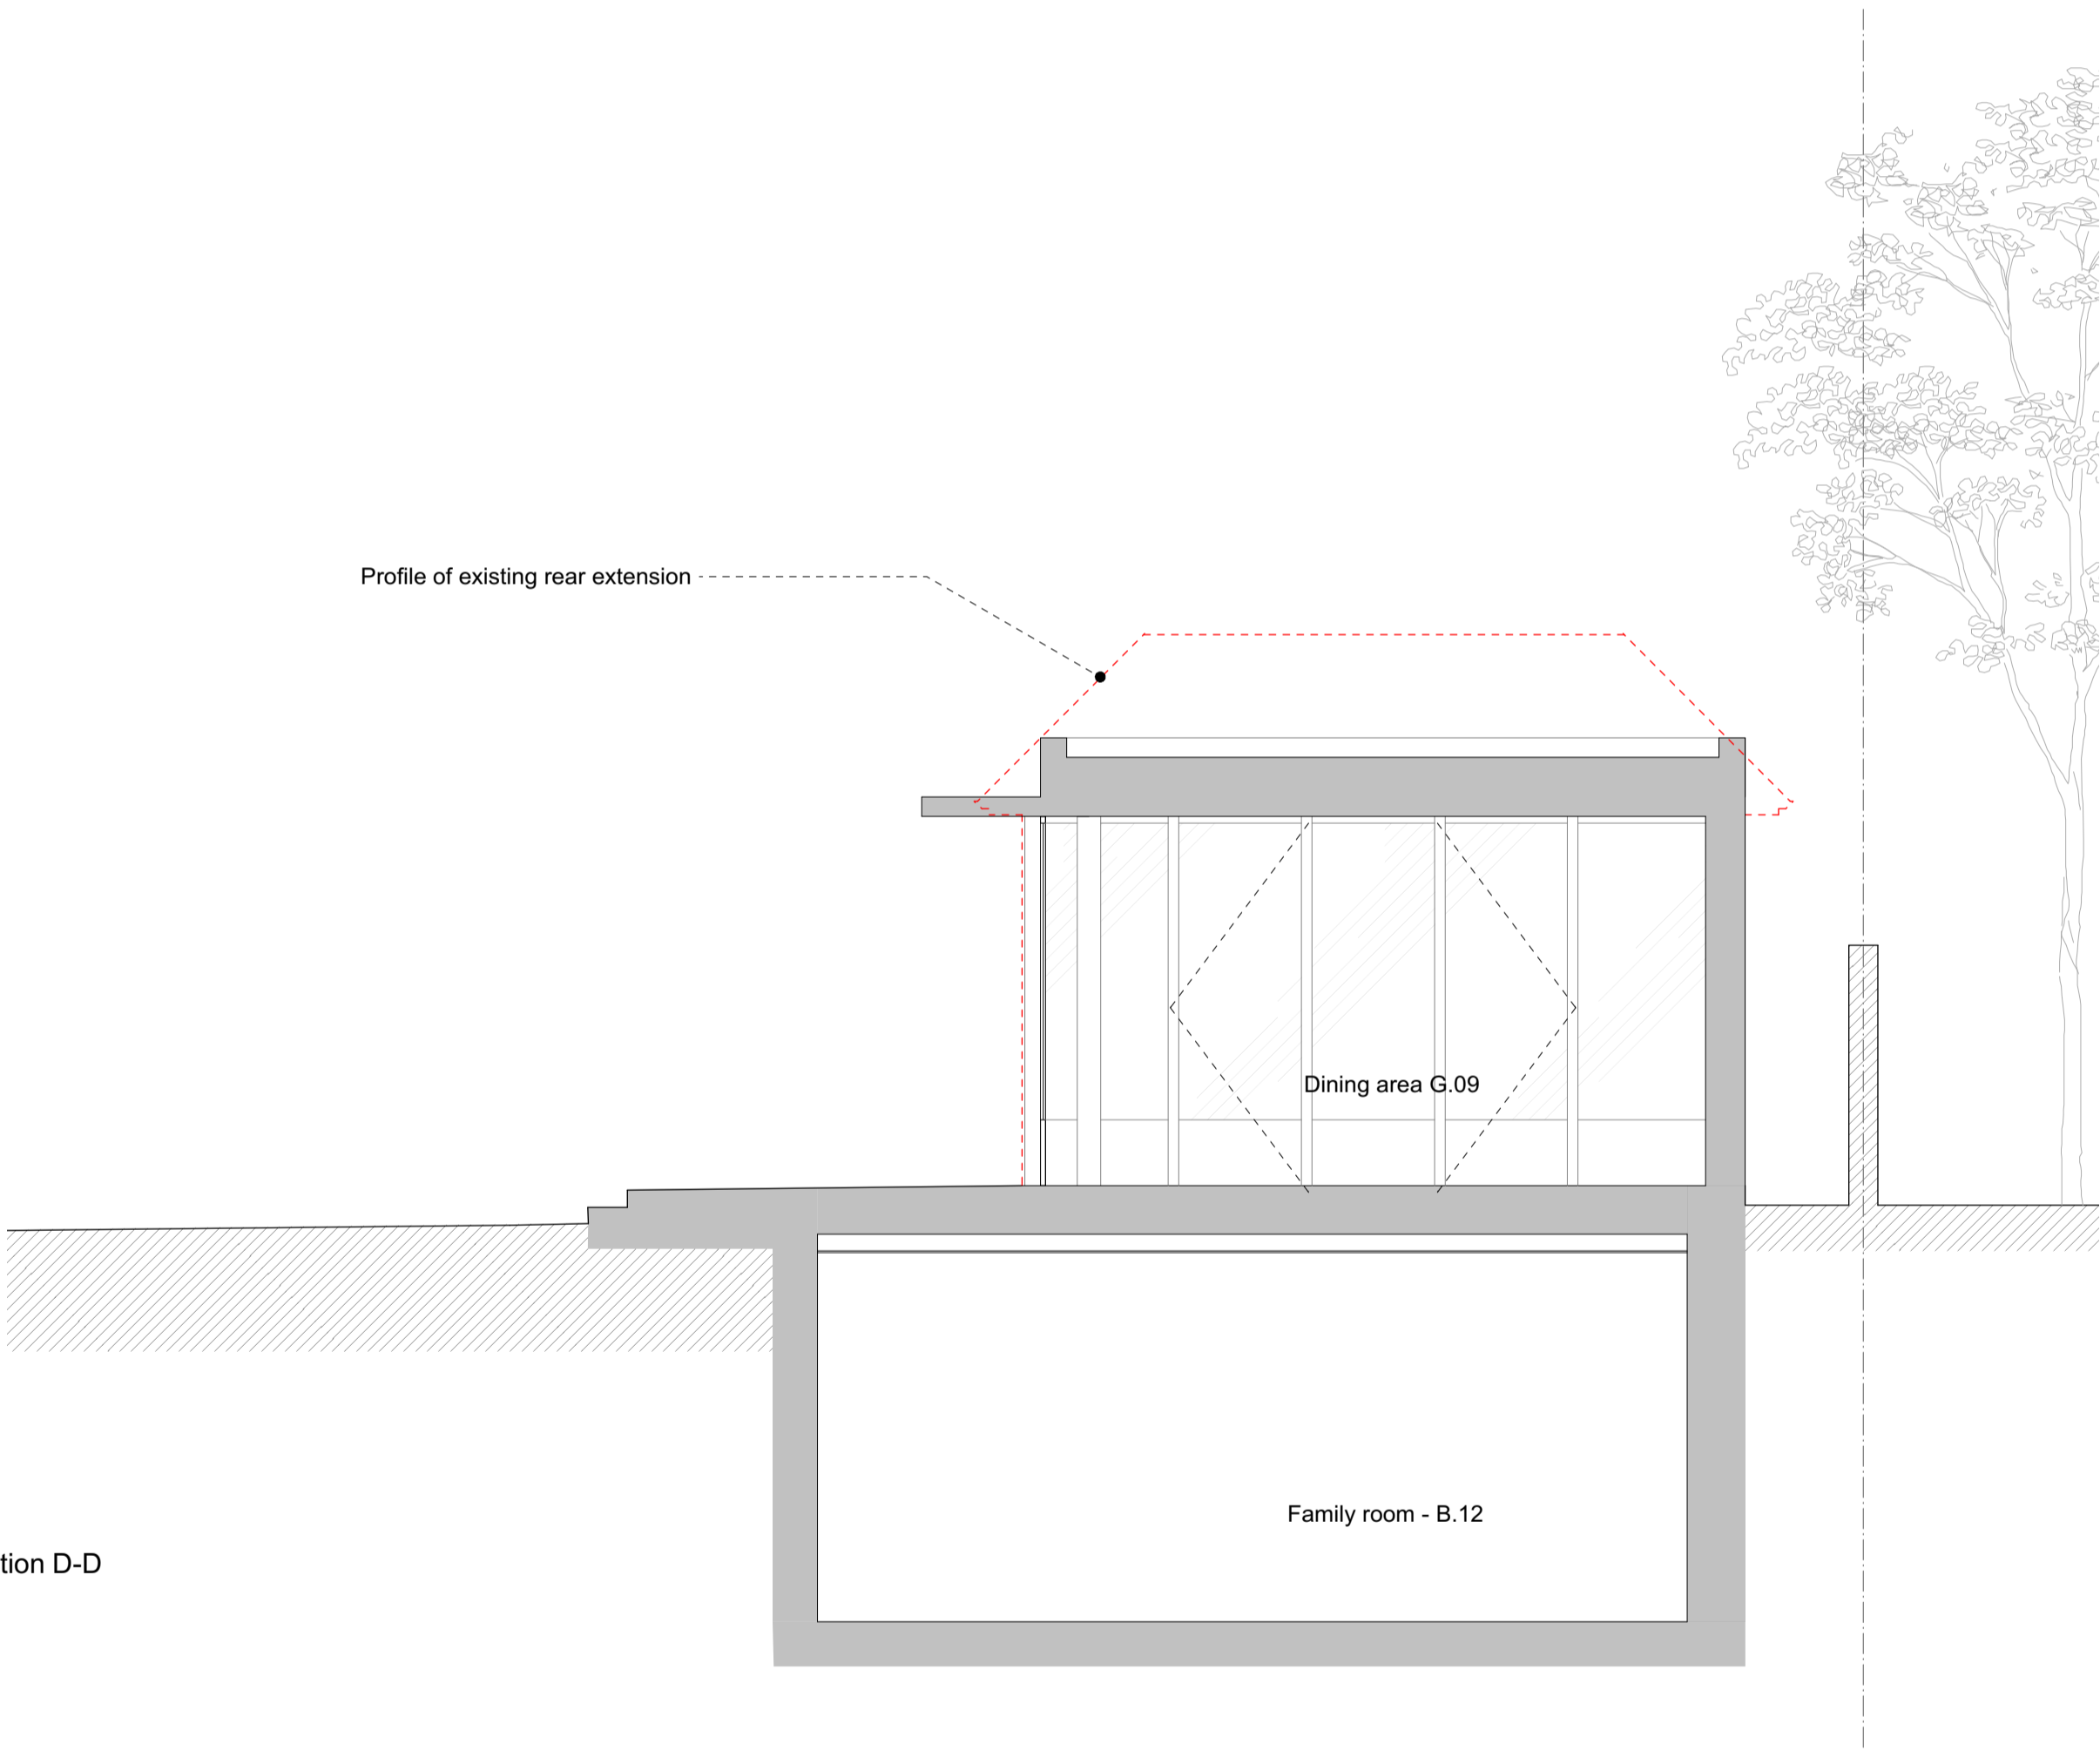 Profile of existing rear extension
Dining area G.09
Family room - B.12
tion D-D